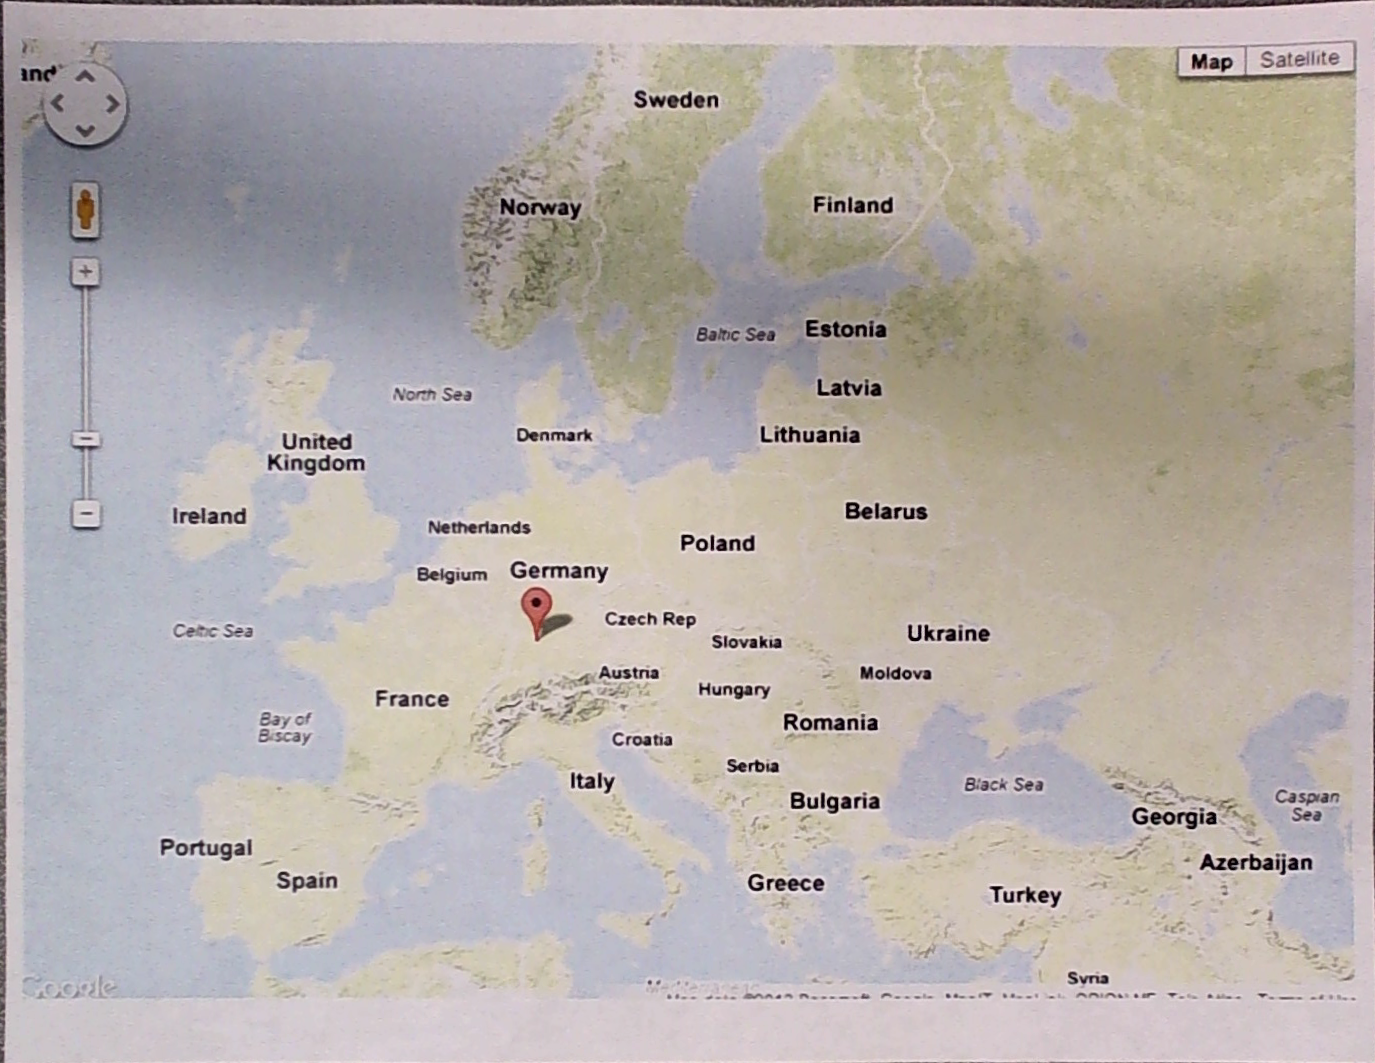 Map
Satellite
Sweden
Norway
Finland
Baltic Sea
Estonia
North Sea
Latvia
Denmark
Lithuania
United
Kingdom
Ireland
Netherlands
Belarus
Poland
Belgium
Germany
Celtic Sea
Czech Rep
Slovakia
Ukraine
Austria
Moldova
France
Hungary
Bay of
Biscay
Romania
Croatia
Serbia
Italy
Black Sea
Bulgaria
Caspian
Sea
Georgia
Portugal
Azerbaijan
Spain
Greece
Turkey
Syria
Google